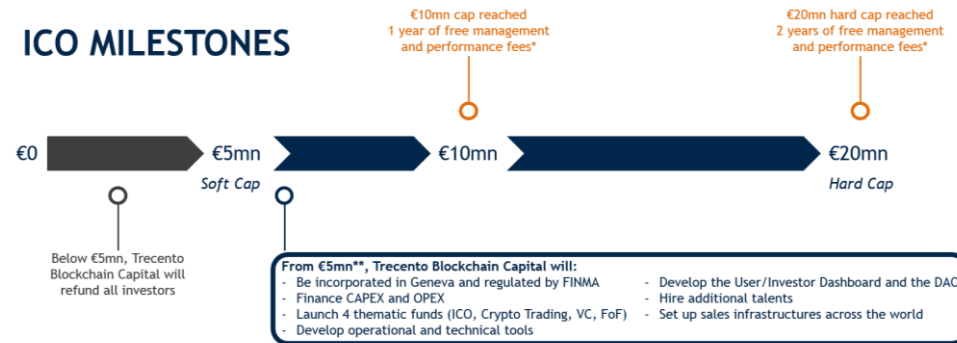 ICO MILESTONES
€10mn cap reached
1 year of free management
and performance fees*
€20mn hard cap reached
2 years of free management
and performance fees*
€0
€5mn
€10mn
€20mn
Soft Cap
Hard Cap
Below €5mn, Trecento
Blockchain Capital will
refund all investors
From €5mn**, Trecento Blockchain Capital will:
- Be incorporated in Geneva and regulated by FINMA
- Finance CAPEX and OPEX
- Launch 4 thematic funds (ICO, Crypto Trading, VC, FoF)
- Develop operational and technical tools
- Develop the User/Investor Dashboard and the DAO
- Hire additional talents
- Set up sales infrastructures across the world